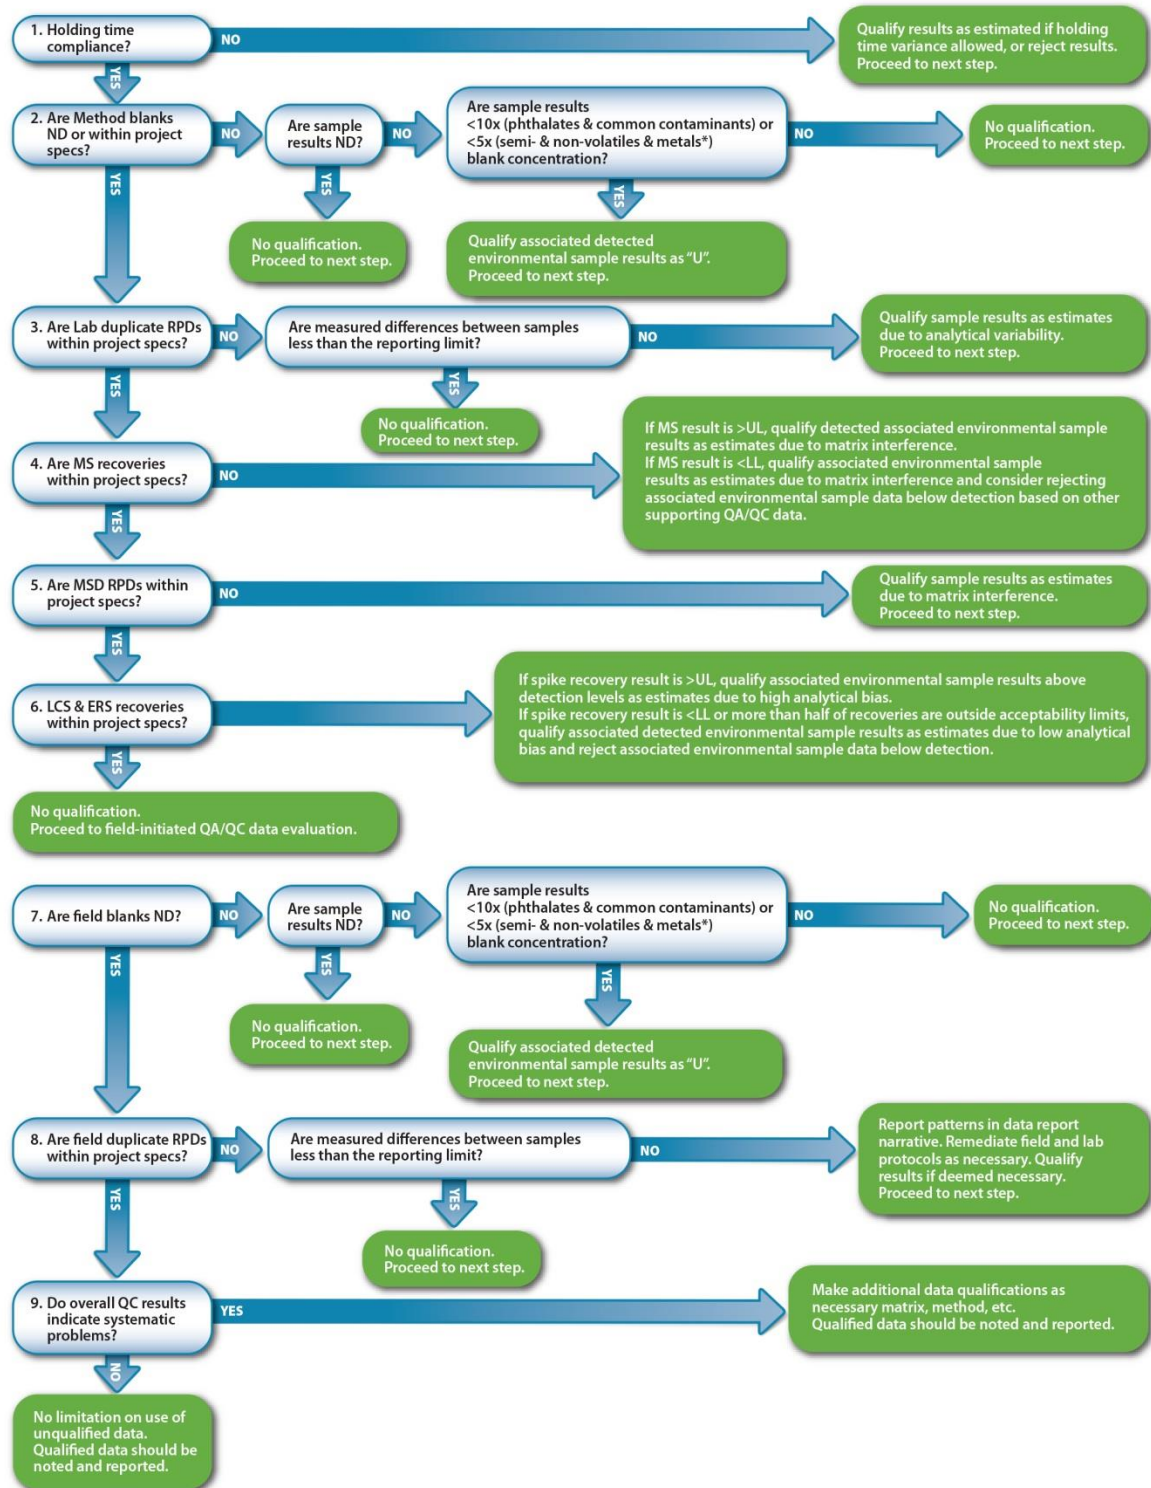 1. Holding time
compliance?
NO
Qualify results as estimated if holding
time variance allowed, or reject results.
Proceed to next step.
YES
2. Are Method blanks
ND or within project
specs?
NO
Are sample
results ND?
NO
Are sample results
<10x (phthalates & common contaminants) or
<5x (semi- & non-volatiles & metals*)
blank concentration?
NO
No qualification.
Proceed to next step.
YES
YES
YES
No qualification.
Proceed to next step.
Qualify associated detected
environmental sample results as “U”.
Proceed to next step.
3. Are Lab duplicate RPDs
within project specs?
NO
Are measured differences between samples
less than the reporting limit?
NO
Qualify sample results as estimates
due to analytical variability.
Proceed to next step.
YES
YES
No qualification.
Proceed to next step.
4. Are MS recoveries
within project specs?
NO
If MS result is >UL, qualify detected associated environmental sample
results as estimates due to matrix interference.
If MS result is <LL, qualify associated environmental sample
results as estimates due to matrix interference and consider rejecting
associated environmental sample data below detection based on other
supporting QA/QC data.
YES
5. Are MSD RPDs within
project specs?
NO
Qualify sample results as estimates
due to matrix interference.
Proceed to next step.
YES
6. LCS & ERS recoveries
within project specs?
If spike recovery result is >UL, qualify associated environmental sample results above
detection levels as estimates due to high analytical bias.
If spike recovery result is <LL or more than half of recoveries are outside acceptability limits,
qualify associated detected environmental sample results as estimates due to low analytical
bias and reject associated environmental sample data below detection.
YES
No qualification.
Proceed to field-initiated QA/QC data evaluation.
7. Are field blanks ND?
NO
Are sample
results ND?
NO
Are sample results
<10x (phthalates & common contaminants) or
<5x (semi- & non-volatiles & metals*)
blank concentration?
NO
No qualification.
Proceed to next step.
YES
YES
YES
No qualification.
Proceed to next step.
Qualify associated detected
environmental sample results as “U”.
Proceed to next step.
8. Are field duplicate RPDs
within project specs?
NO
Are measured differences between samples
less than the reporting limit?
NO
Report patterns in data report
narrative. Remediate field and lab
protocols as necessary. Qualify
results if deemed necessary.
Proceed to next step.
YES
YES
No qualification.
Proceed to next step.
9. Do overall QC results
indicate systematic
problems?
YES
Make additional data qualifications as
necessary matrix, method, etc.
Qualified data should be noted and reported.
NO
No limitation on use of
unqualified data.
Qualified data should be
noted and reported.